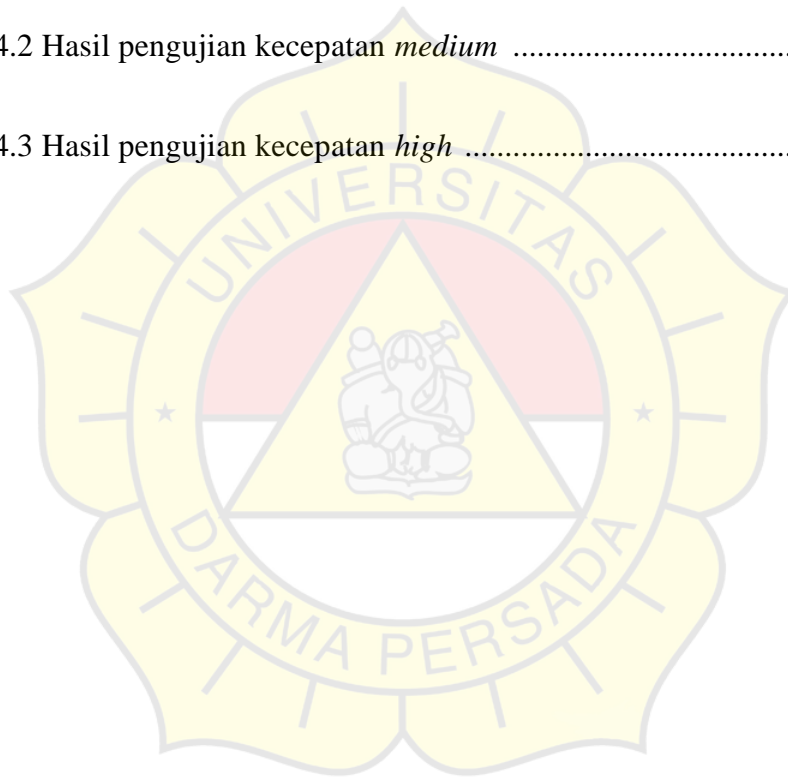 4.2 Hasil pengujian kecepatan medium ...................................
4.3 Hasil pengujian kecepatan high .........................................
UNIVERSITAS
DARMA PERSADA